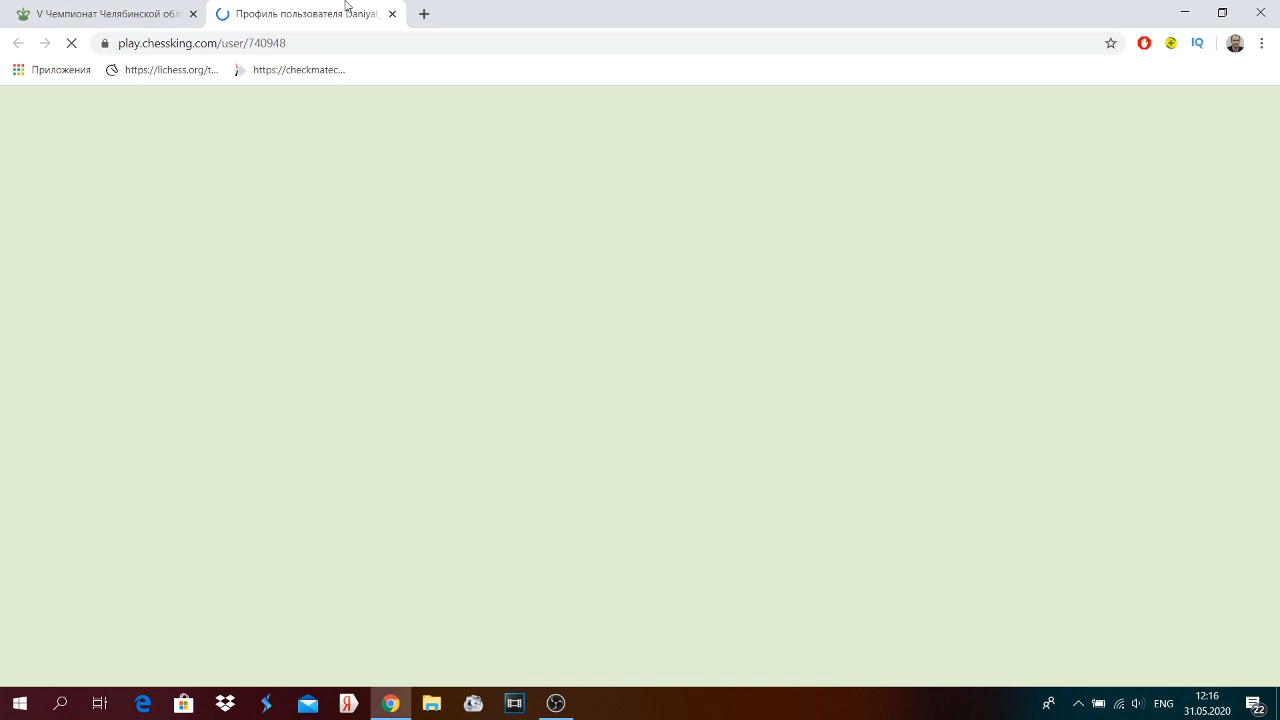 V Чемпионат Челябинской обл
Профиль пользователя Daniyal_
play.chessking.com/user/740948
IQ
Приложения
https://lichess.org/t...
https://checkmatec...
ENG
12:16
31.05.2020
22